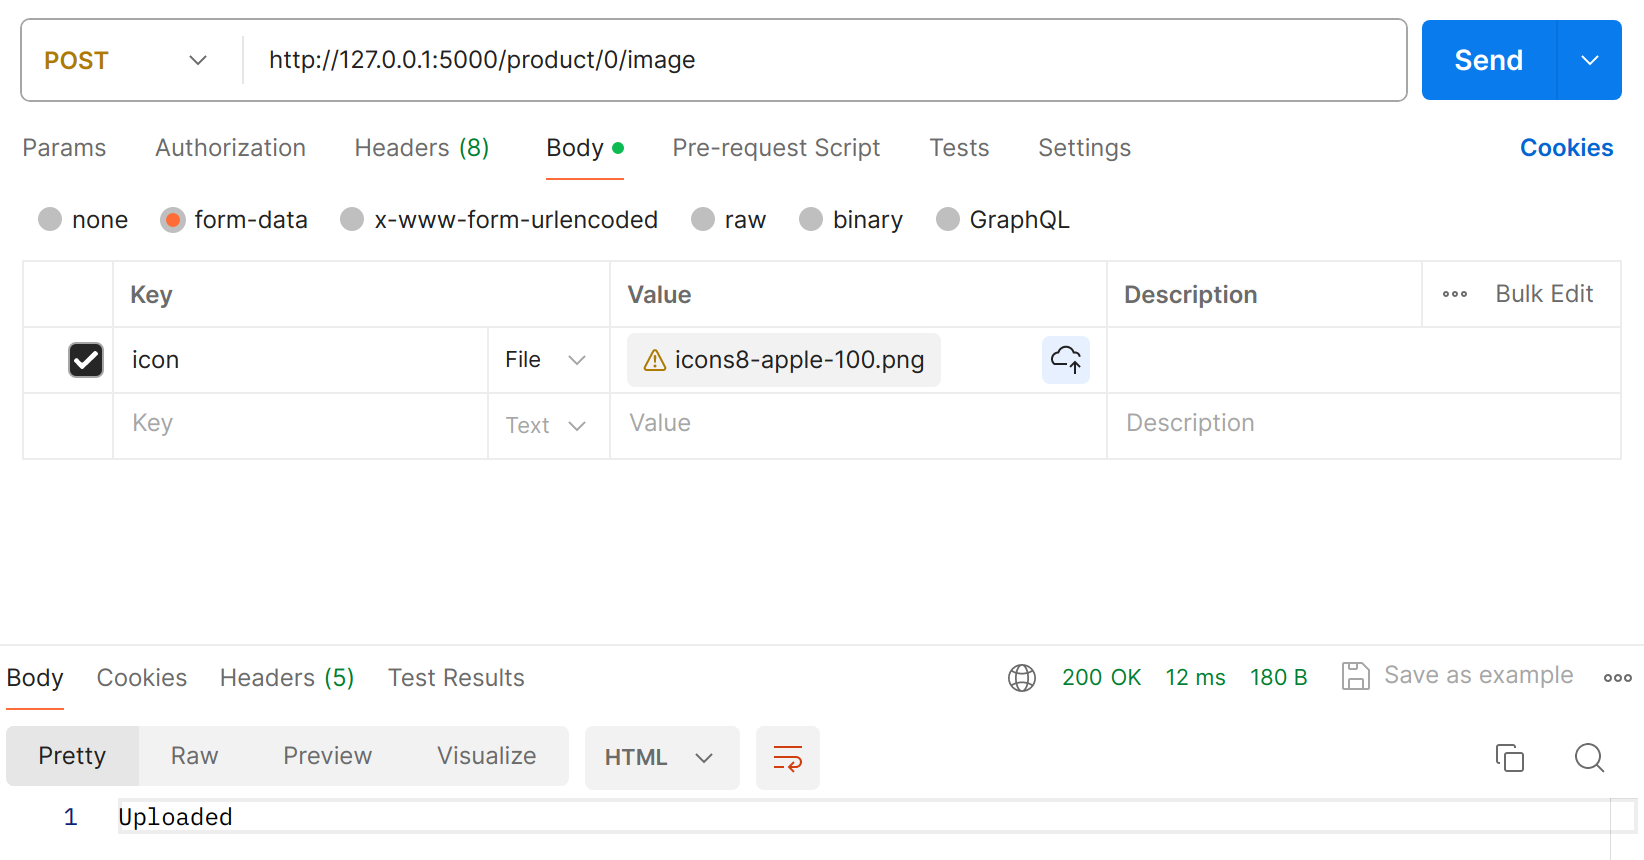 POST http://127.0.0.1:5000/product/0/image Send
Params Authorization Headers (8) Body Pre-request Script Tests Settings Cookies
none form-data x-www-form-urlencoded raw binary GraphQL
Key Value Description Bulk Edit
icon File icons8-apple-100.png
Key Text Value Description
Body Cookies Headers (5) Test Results 200 OK 12 ms 180 B Save as example
Pretty Raw Preview Visualize HTML
1 Uploaded